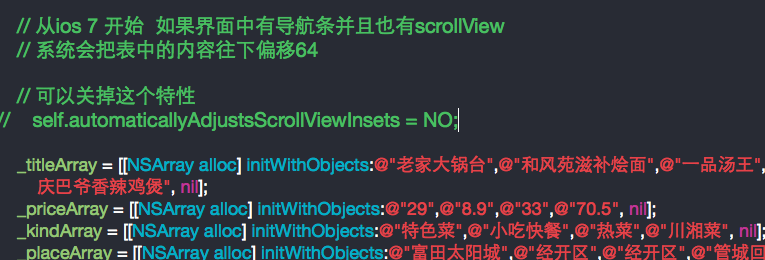 // 从ios 7 开始  如果界面中有导航条并且也有scrollView
// 系统会把表中的内容往下偏移64
// 可以关掉这个特性
//    self.automaticallyAdjustsScrollViewInsets = NO;
_titleArray = [[NSArray alloc] initWithObjects:@"老家大锅台",@"和风苑滋补烩面",@"一品汤王",
庆巴爷香辣鸡煲", nil];
_priceArray = [[NSArray alloc] initWithObjects:@"29",@"8.9",@"33",@"70.5", nil];
_kindArray = [[NSArray alloc] initWithObjects:@"特色菜",@"小吃快餐",@"热菜",@"川湘菜", nil];
_placeArray = [[NSArray alloc] initWithObjects:@"富田太阳城",@"经开区",@"经开区",@"管城回